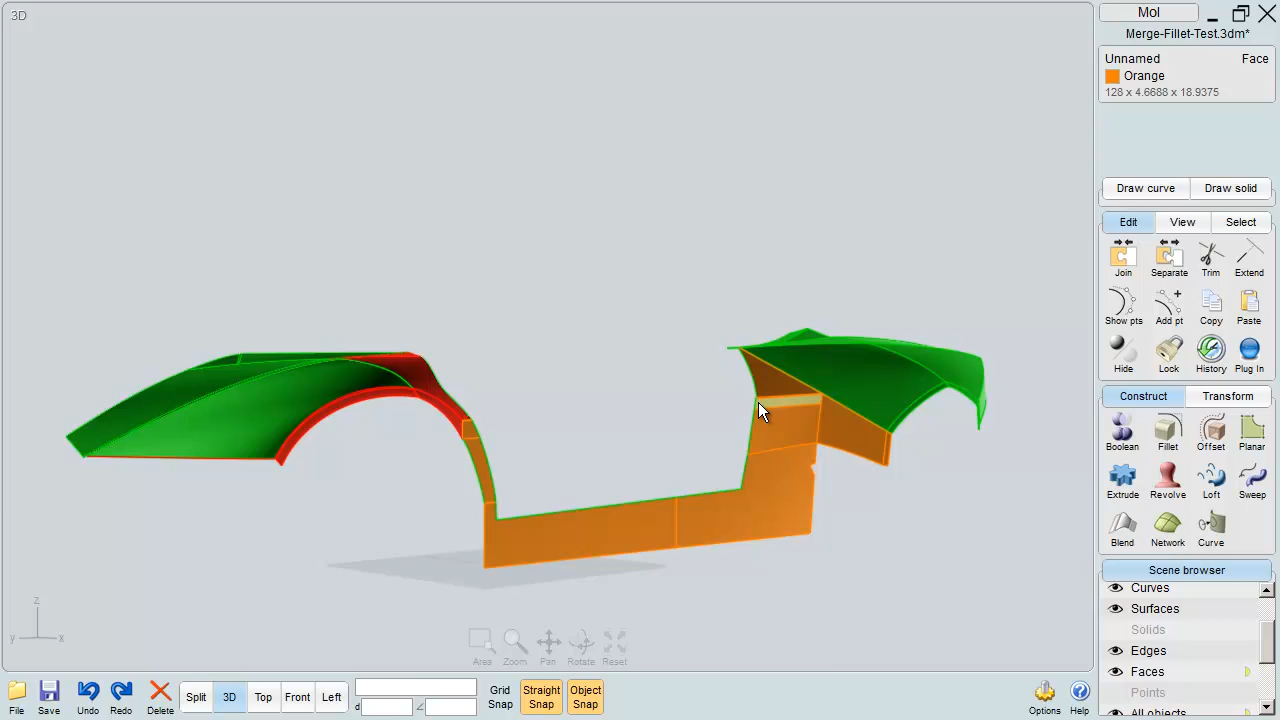 3D
MoI
Merge-Fillet-Test.3dm*
Unnamed Face
Orange
128 x 4.6688 x 18.9375
Draw curve Draw solid
Edit View Select
Join Separate Trim Extend
Show pts Add pt Copy Paste
Hide Lock History Plug In
Construct Transform
Boolean Fillet Offset Planar
Extrude Revolve Loft Sweep
Blend Network Curve
Scene browser
Curves
Surfaces
Solids
Edges
Faces
Points
All objects
z
y x
Area Zoom Pan Rotate Reset
File Save Undo Redo Delete Split 3D Top Front Left
d ∠
Grid Snap Straight Snap Object Snap
Options Help